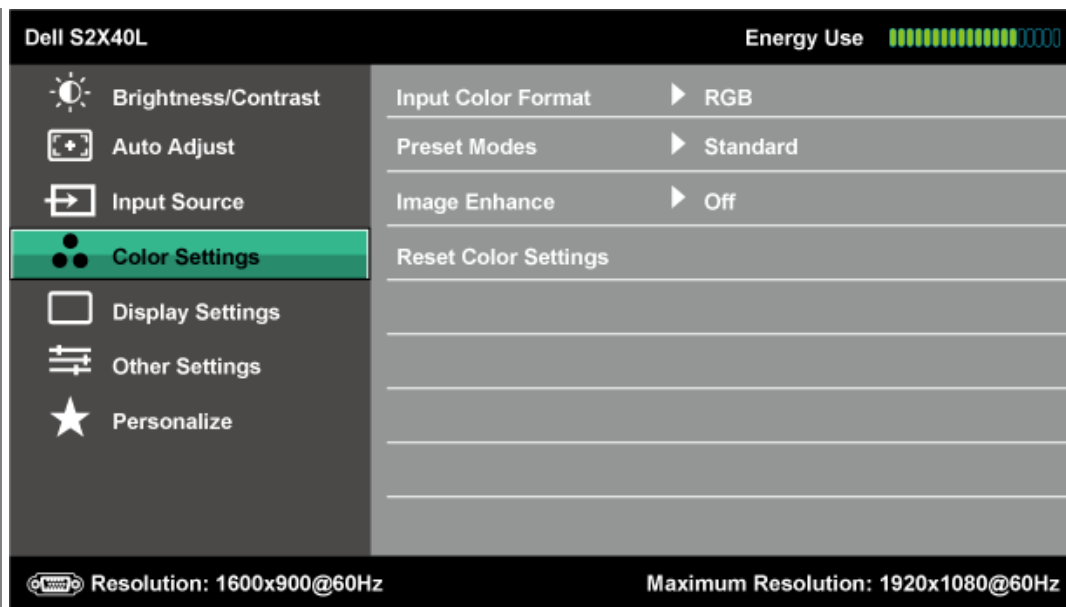 Dell S2X40L Energy Use
Brightness/Contrast Input Color Format RGB
Auto Adjust Preset Modes Standard
Input Source Image Enhance Off
Color Settings Reset Color Settings
Display Settings
Other Settings
Personalize
Resolution: 1600x900@60Hz Maximum Resolution: 1920x1080@60Hz